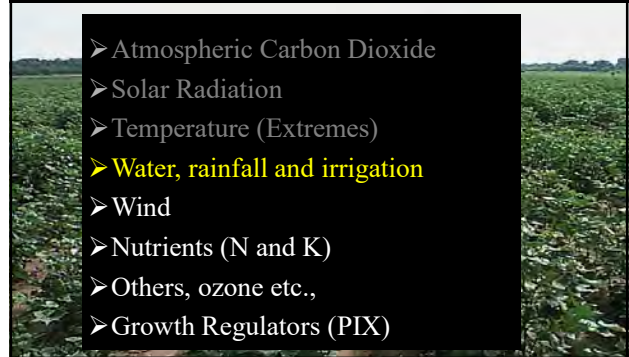 ➢Atmospheric Carbon Dioxide
➢Solar Radiation
➢Temperature (Extremes)
➢Water, rainfall and irrigation
➢Wind
➢Nutrients (N and K)
➢Others, ozone etc.,
➢Growth Regulators (PIX)